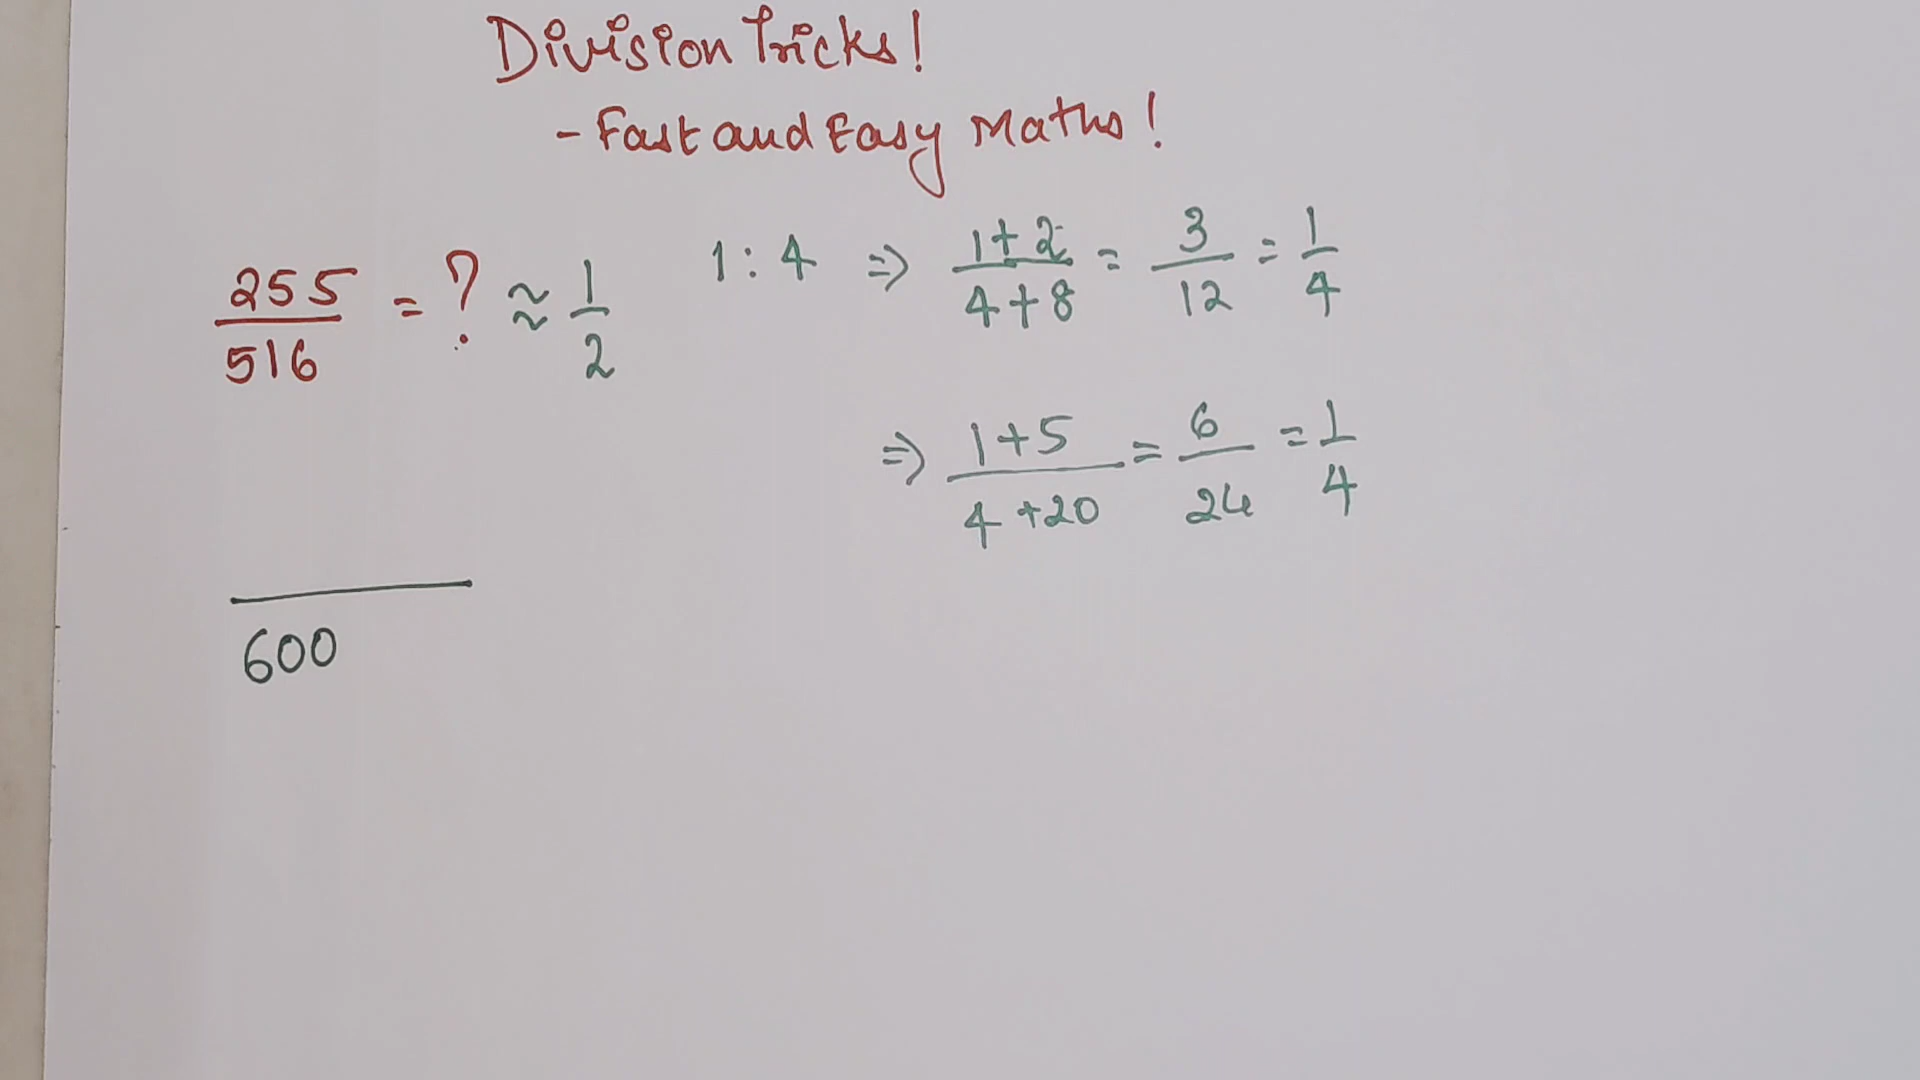 Division Tricks!
- Fast and Easy Maths!
255/516 = ? ≈ 1/2
1 : 4 ⇒ (1+2)/(4+8) = 3/12 = 1/4
⇒ (1+5)/(4+20) = 6/24 = 1/4
600